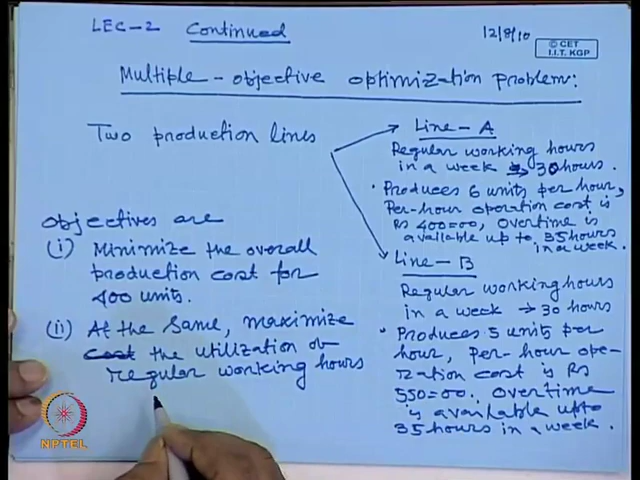 LEC-2 Continued
12/8/10
© CET
I.I.T. KGP
Multiple-objective optimization problem:
Two production lines
Line-A
Regular working hours
in a week → 30 hours.
• Produces 6 units per hour,
Per-hour operation cost is
Rs 400=00, Overtime is
available up to 35 hours
in a week.
Line-B
Regular working hours
in a week → 30 hours
• Produces 5 units per
hour, per-hour ope-
ration cost is Rs
550=00. Overtime
is available upto
35 hours in a week.
Objectives are
(i) Minimize the overall
production cost for
400 units.
(ii) At the same, maximize
the utilization of
regular working hours
NPTEL